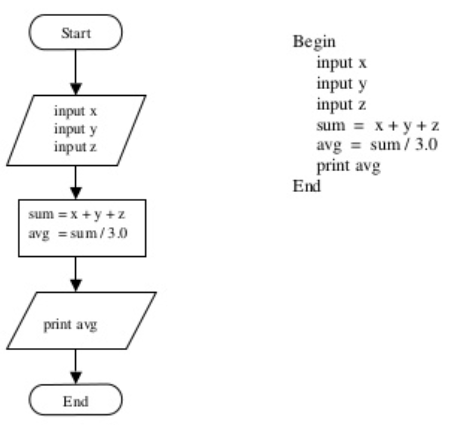 Start
input x
input y
input z
sum = x + y + z
avg = sum / 3.0
print avg
End
Begin
input x
input y
input z
sum = x + y + z
avg = sum / 3.0
print avg
End